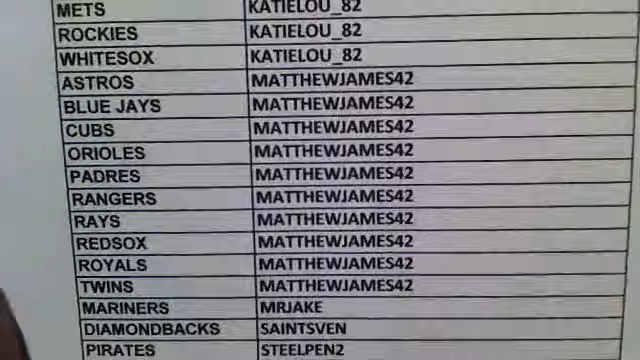 METS KATIELOU_82
ROCKIES KATIELOU_82
WHITESOX KATIELOU_82
ASTROS MATTHEWJAMES42
BLUE JAYS MATTHEWJAMES42
CUBS MATTHEWJAMES42
ORIOLES MATTHEWJAMES42
PADRES MATTHEWJAMES42
RANGERS MATTHEWJAMES42
RAYS MATTHEWJAMES42
REDSOX MATTHEWJAMES42
ROYALS MATTHEWJAMES42
TWINS MATTHEWJAMES42
MARINERS MRJAKE
DIAMONDBACKS SAINTSVEN
PIRATES STEELPEN2